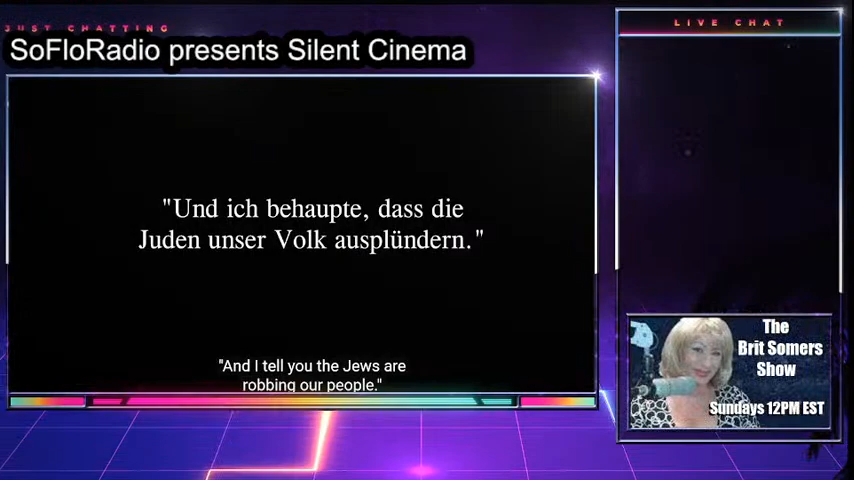 JUST CHATTING
SoFloRadio presents Silent Cinema
LIVE CHAT
"Und ich behaupte, dass die
Juden unser Volk ausplündern."
"And I tell you the Jews are
robbing our people."
The
Brit Somers
Show
Sundays 12PM EST